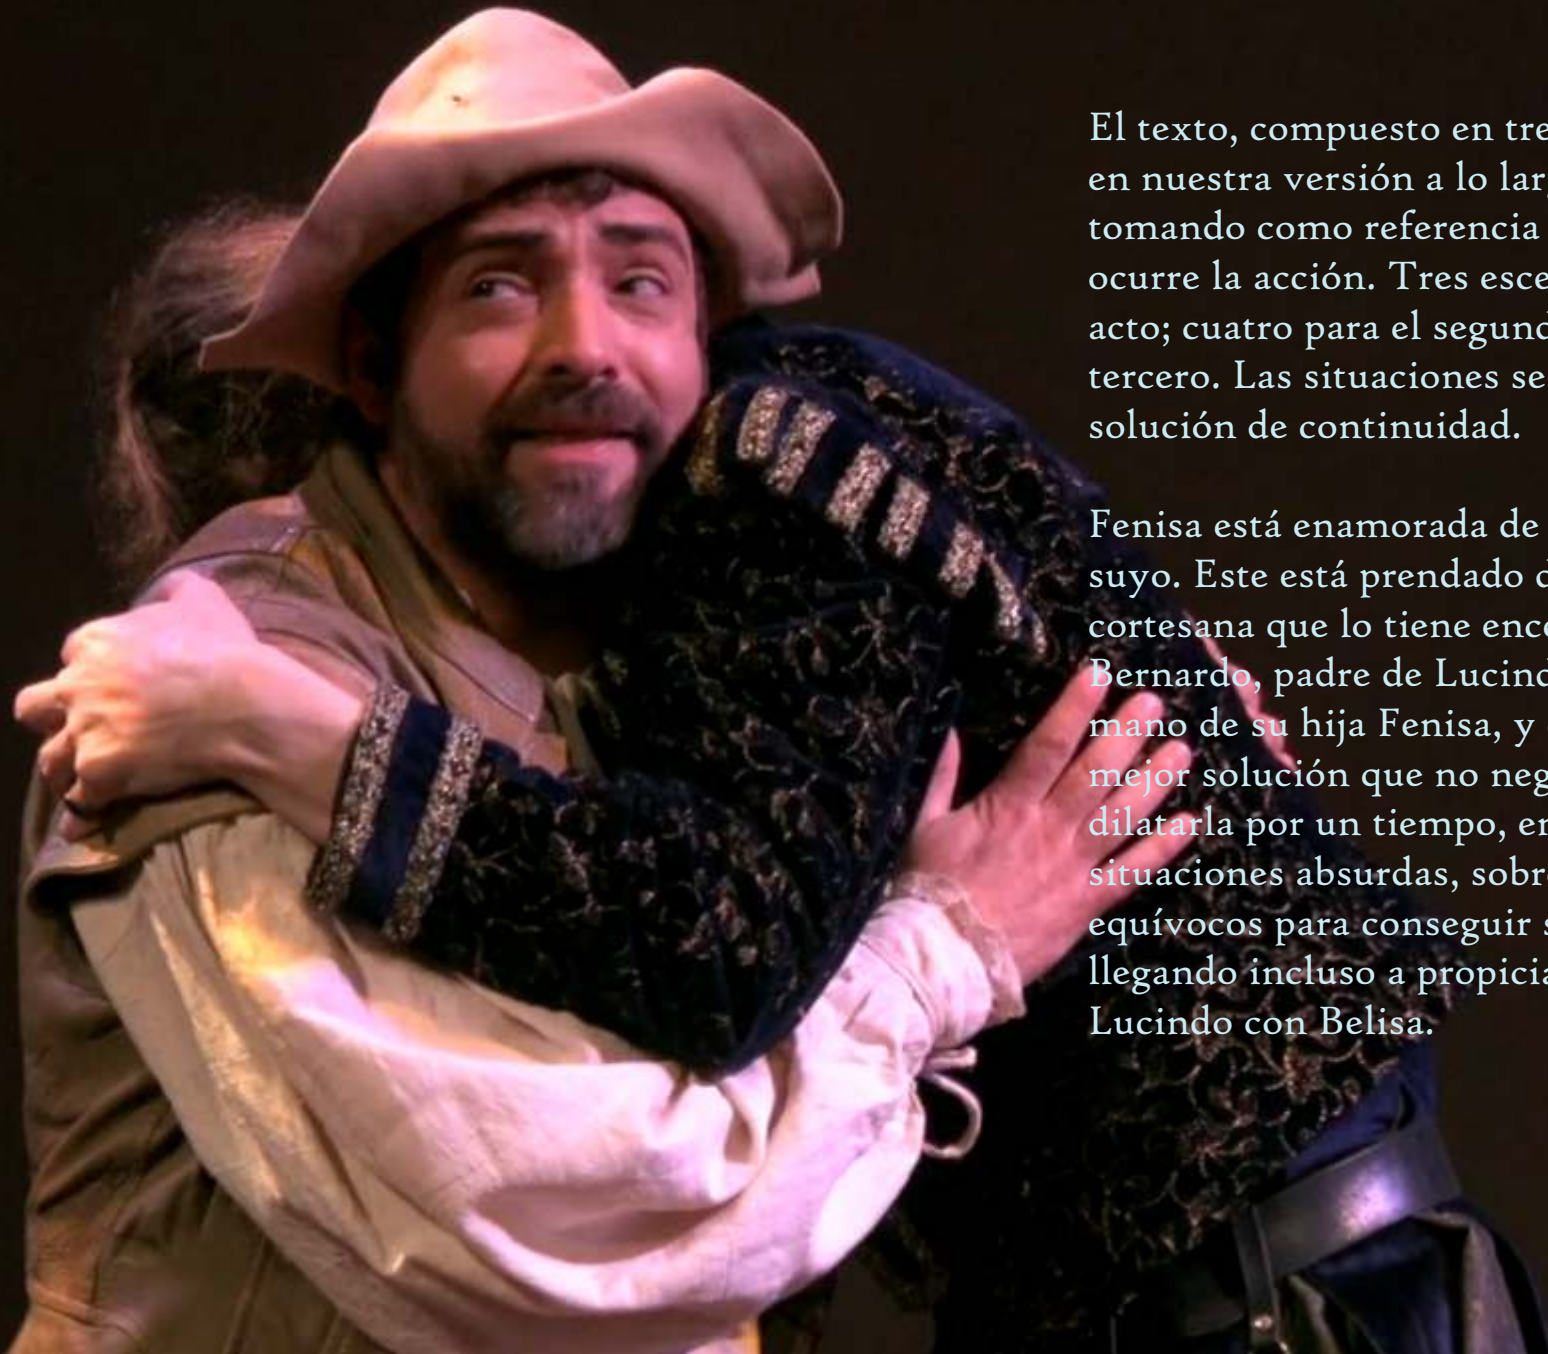 El texto, compuesto en tre
en nuestra versión a lo lar
tomando como referencia
ocurre la acción. Tres esce
acto; cuatro para el segund
tercero. Las situaciones se
solución de continuidad.
Fenisa está enamorada de
suyo. Este está prendado d
cortesana que lo tiene ence
Bernardo, padre de Lucind
mano de su hija Fenisa, y
mejor solución que no neg
dilatarla por un tiempo, en
situaciones absurdas, sobre
equívocos para conseguir s
llegando incluso a propicia
Lucindo con Belisa.